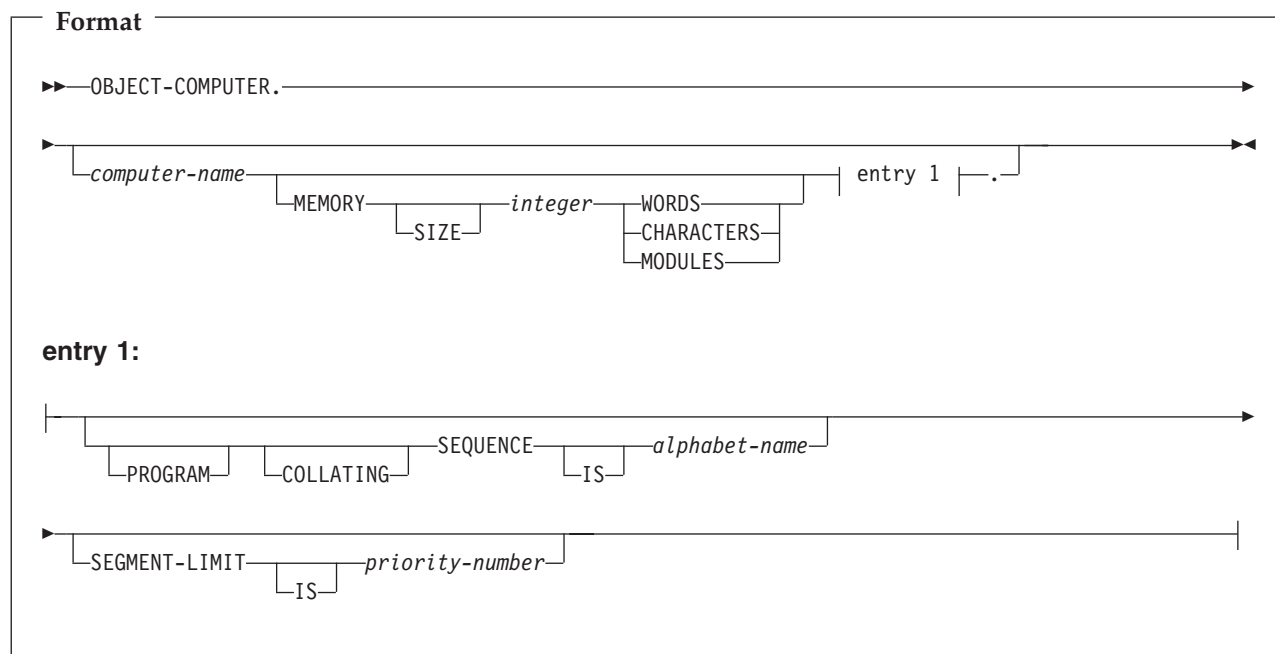 Format
OBJECT-COMPUTER.
computer-name entry 1 .
MEMORY integer WORDS
SIZE CHARACTERS
MODULES
entry 1:
SEQUENCE alphabet-name
PROGRAM COLLATING IS
SEGMENT-LIMIT priority-number
IS